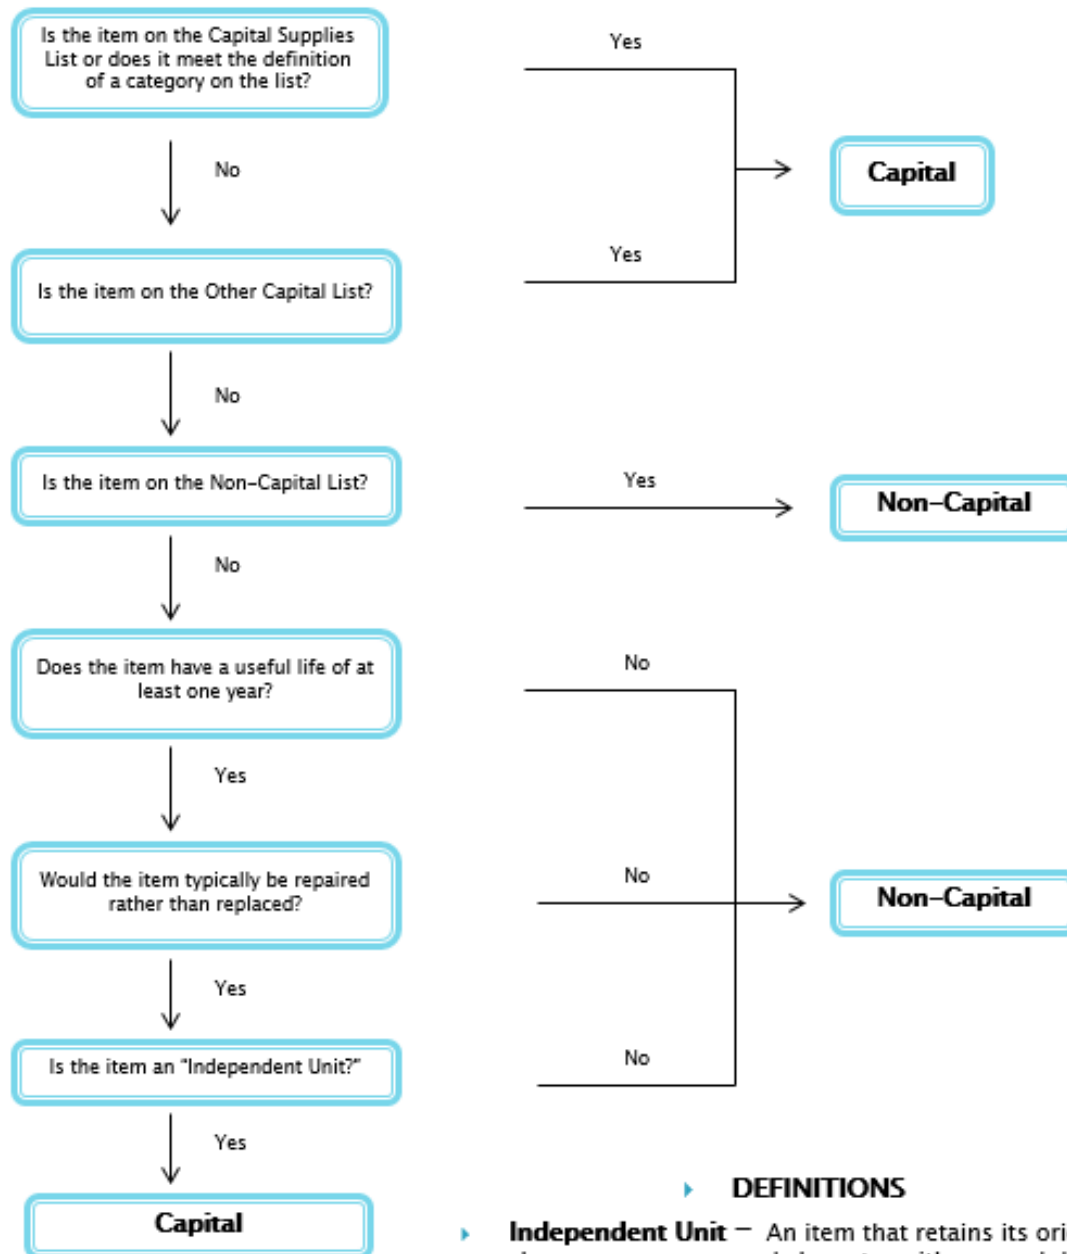 Is the item on the Capital Supplies
List or does it meet the definition
of a category on the list?
Yes
No
Capital
Yes
Is the item on the Other Capital List?
No
Is the item on the Non-Capital List?
Yes
Non-Capital
No
Does the item have a useful life of at
least one year?
No
Yes
Would the item typically be repaired
rather than replaced?
No
Non-Capital
Yes
Is the item an "Independent Unit?"
No
Yes
Capital
DEFINITIONS
Independent Unit – An item that retains its